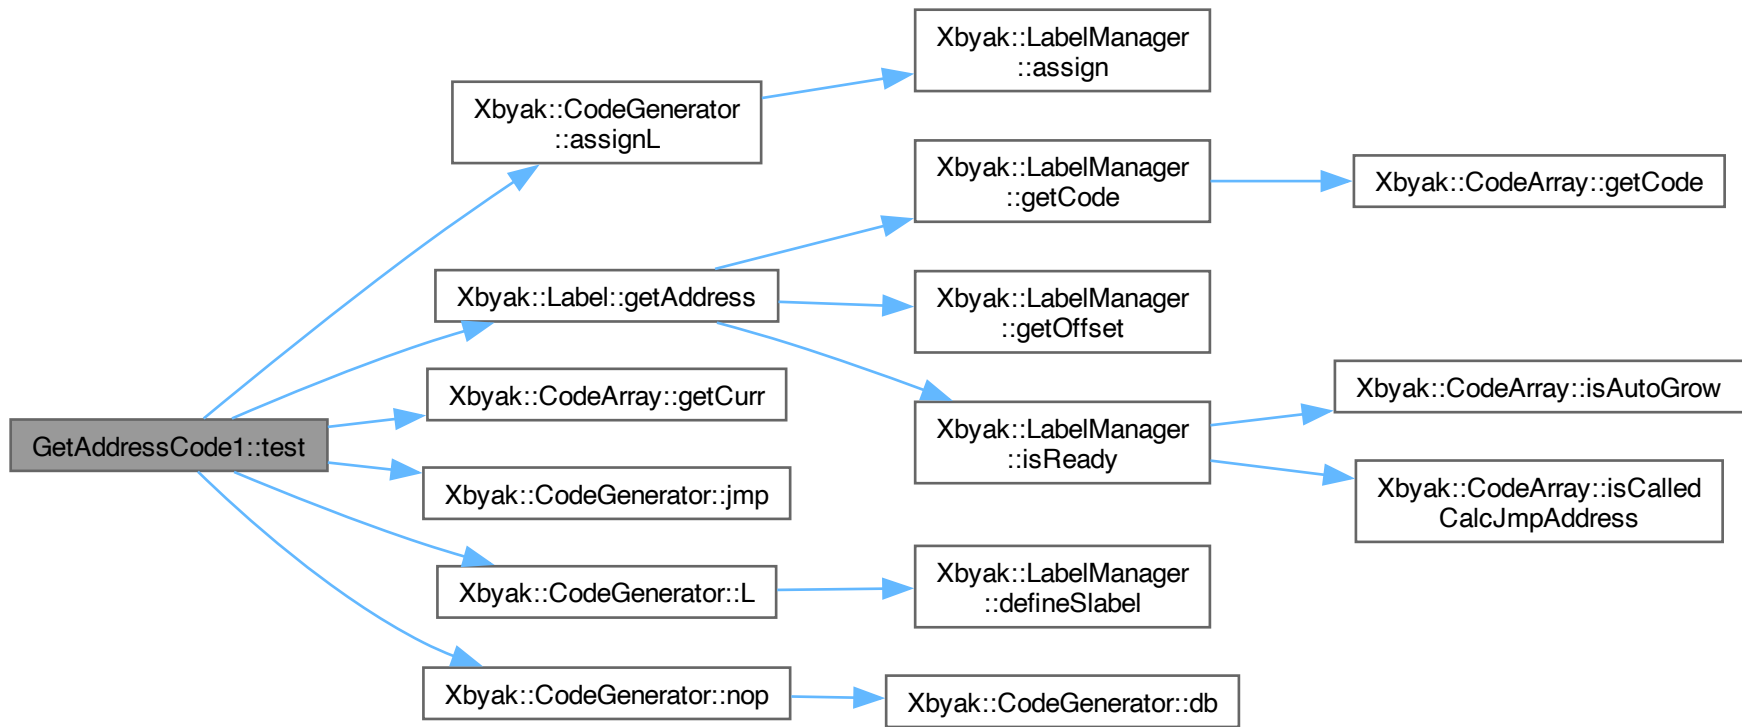 GetAddressCode1::test
Xbyak::CodeGenerator
::assignL
Xbyak::Label::getAddress
Xbyak::CodeArray::getCurr
Xbyak::CodeGenerator::jmp
Xbyak::CodeGenerator::L
Xbyak::CodeGenerator::nop
Xbyak::LabelManager
::assign
Xbyak::LabelManager
::getCode
Xbyak::LabelManager
::getOffset
Xbyak::LabelManager
::isReady
Xbyak::LabelManager
::defineSlabel
Xbyak::CodeGenerator::db
Xbyak::CodeArray::getCode
Xbyak::CodeArray::isAutoGrow
Xbyak::CodeArray::isCalled
CalcJmpAddress